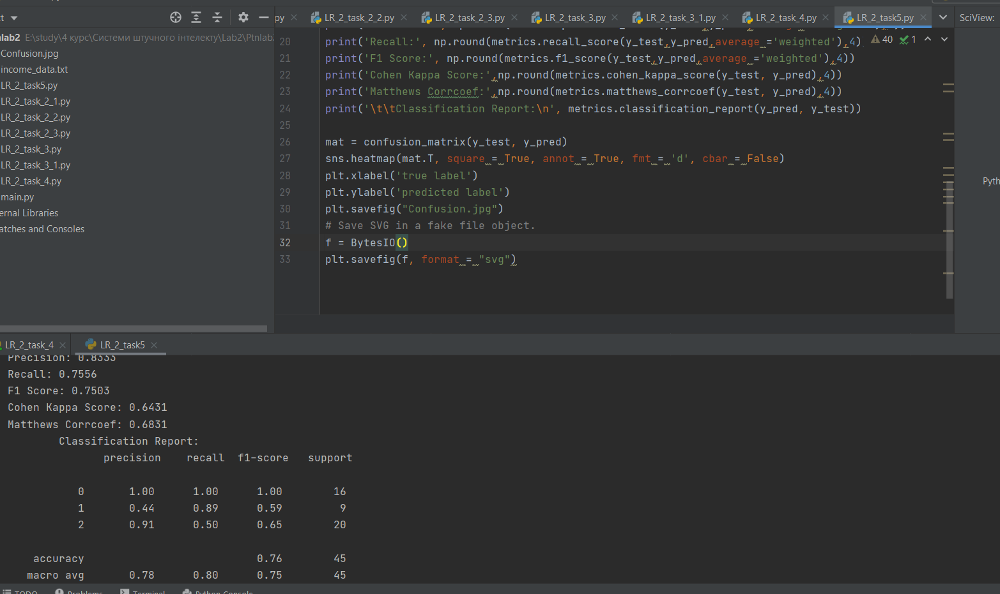 py LR_2_task_2_2.py LR_2_task_2_3.py LR_2_task_3.py LR_2_task_3_1.py LR_2_task_4.py LR_2_task5.py SciView:
lab2 E:\study\4 курс\Системи штучного інтелекту\Lab2\Ptnlab
Confusion.jpg
income_data.txt
LR_2_task5.py
LR_2_task_2_1.py
LR_2_task_2_2.py
LR_2_task_2_3.py
LR_2_task_3.py
LR_2_task_3_1.py
LR_2_task_4.py
main.py
ernal Libraries
atches and Consoles
20 print('Recall:', np.round(metrics.recall_score(y_test,y_pred,average ='weighted'),4)
40 1
21 print('F1 Score:', np.round(metrics.f1_score(y_test,y_pred,average ='weighted'),4))
22 print('Cohen Kappa Score:',np.round(metrics.cohen_kappa_score(y_test, y_pred),4))
23 print('Matthews Corrcoef:',np.round(metrics.matthews_corrcoef(y_test, y_pred),4))
24 print('\t\tClassification Report:\n', metrics.classification_report(y_pred, y_test))
25
26 mat = confusion_matrix(y_test, y_pred)
27 sns.heatmap(mat.T, square = True, annot = True, fmt = 'd', cbar = False)
28 plt.xlabel('true label')
29 plt.ylabel('predicted label')
30 plt.savefig("Confusion.jpg")
31 # Save SVG in a fake file object.
32 f = BytesIO()
33 plt.savefig(f, format = "svg")
Pyth
LR_2_task_4 LR_2_task5
Precision: 0.8333
Recall: 0.7556
F1 Score: 0.7503
Cohen Kappa Score: 0.6431
Matthews Corrcoef: 0.6831
Classification Report:
precision recall f1-score support
0 1.00 1.00 1.00 16
1 0.44 0.89 0.59 9
2 0.91 0.50 0.65 20
accuracy 0.76 45
macro avg 0.78 0.80 0.75 45
TODO Problems Terminal Python Console